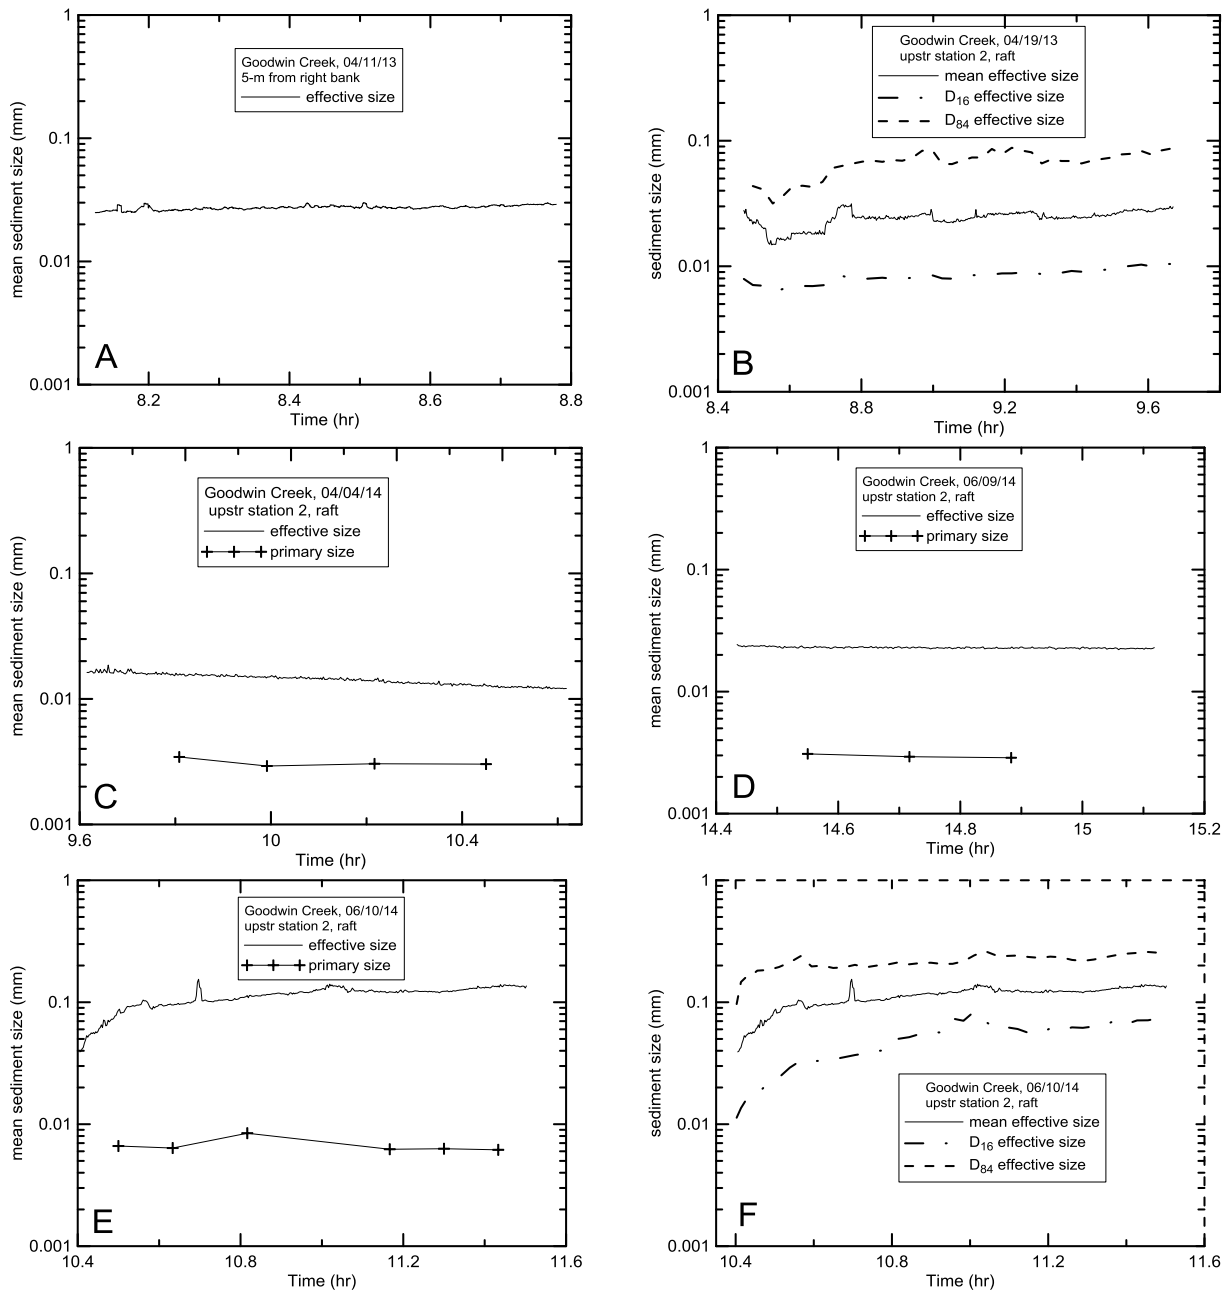 1
0.1
0.01
0.001
mean sediment size (mm)
Goodwin Creek, 04/11/13
5-m from right bank
effective size
A
8.2
8.4
8.6
8.8
Time (hr)
1
0.1
0.01
0.001
sediment size (mm)
Goodwin Creek, 04/19/13
upstr station 2, raft
mean effective size
D16 effective size
D84 effective size
B
8.4
8.8
9.2
9.6
Time (hr)
1
0.1
0.01
0.001
mean sediment size (mm)
Goodwin Creek, 04/04/14
upstr station 2, raft
effective size
primary size
C
9.6
10
10.4
Time (hr)
1
0.1
0.01
0.001
mean sediment size (mm)
Goodwin Creek, 06/09/14
upstr station 2, raft
effective size
primary size
D
14.4
14.6
14.8
15
15.2
Time (hr)
1
0.1
0.01
0.001
mean sediment size (mm)
Goodwin Creek, 06/10/14
upstr station 2, raft
effective size
primary size
E
10.4
10.8
11.2
11.6
Time (hr)
1
0.1
0.01
0.001
sediment size (mm)
Goodwin Creek, 06/10/14
upstr station 2, raft
mean effective size
D16 effective size
D84 effective size
F
10.4
10.8
11.2
11.6
Time (hr)